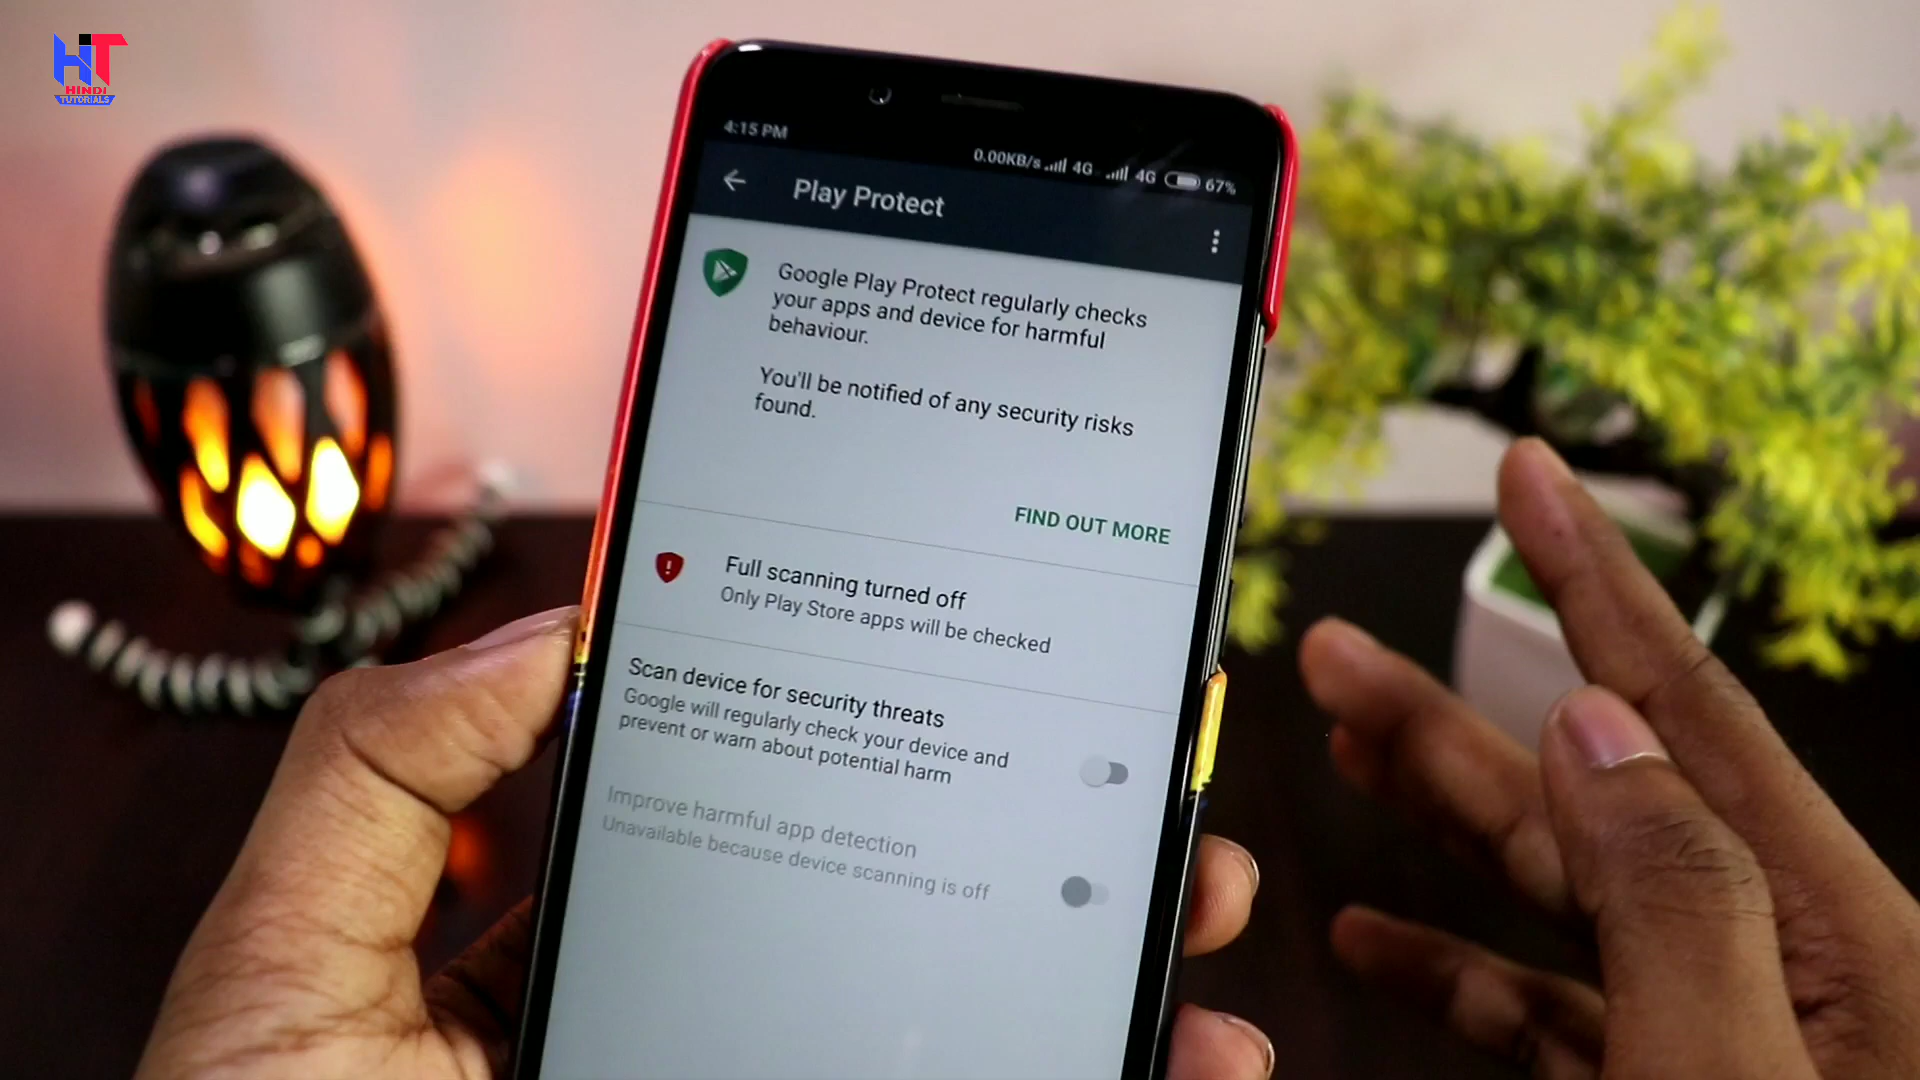 HT
HINDI
TUTORIALS
4:15 PM
0.00KB/s 4G 4G 67%
Play Protect
Google Play Protect regularly checks
your apps and device for harmful
behaviour.
You'll be notified of any security risks
found.
FIND OUT MORE
Full scanning turned off
Only Play Store apps will be checked
Scan device for security threats
Google will regularly check your device and
prevent or warn about potential harm
Improve harmful app detection
Unavailable because device scanning is off